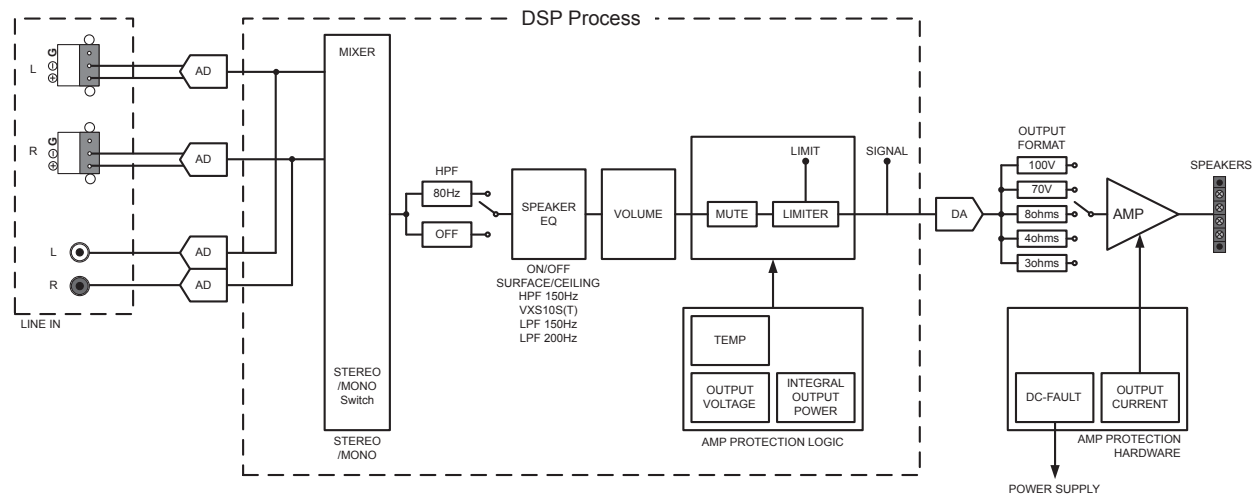 DSP Process
L
G
⊖
⊕
AD
R
G
⊖
⊕
AD
L
AD
R
AD
LINE IN
MIXER
STEREO
/MONO
Switch
STEREO
/MONO
HPF
80Hz
OFF
SPEAKER
EQ
ON/OFF
SURFACE/CEILING
HPF 150Hz
VXS10S(T)
LPF 150Hz
LPF 200Hz
VOLUME
LIMIT
MUTE
LIMITER
SIGNAL
TEMP
OUTPUT
VOLTAGE
INTEGRAL
OUTPUT
POWER
AMP PROTECTION LOGIC
DA
OUTPUT
FORMAT
100V
70V
8ohms
4ohms
3ohms
AMP
SPEAKERS
DC-FAULT
OUTPUT
CURRENT
AMP PROTECTION
HARDWARE
POWER SUPPLY